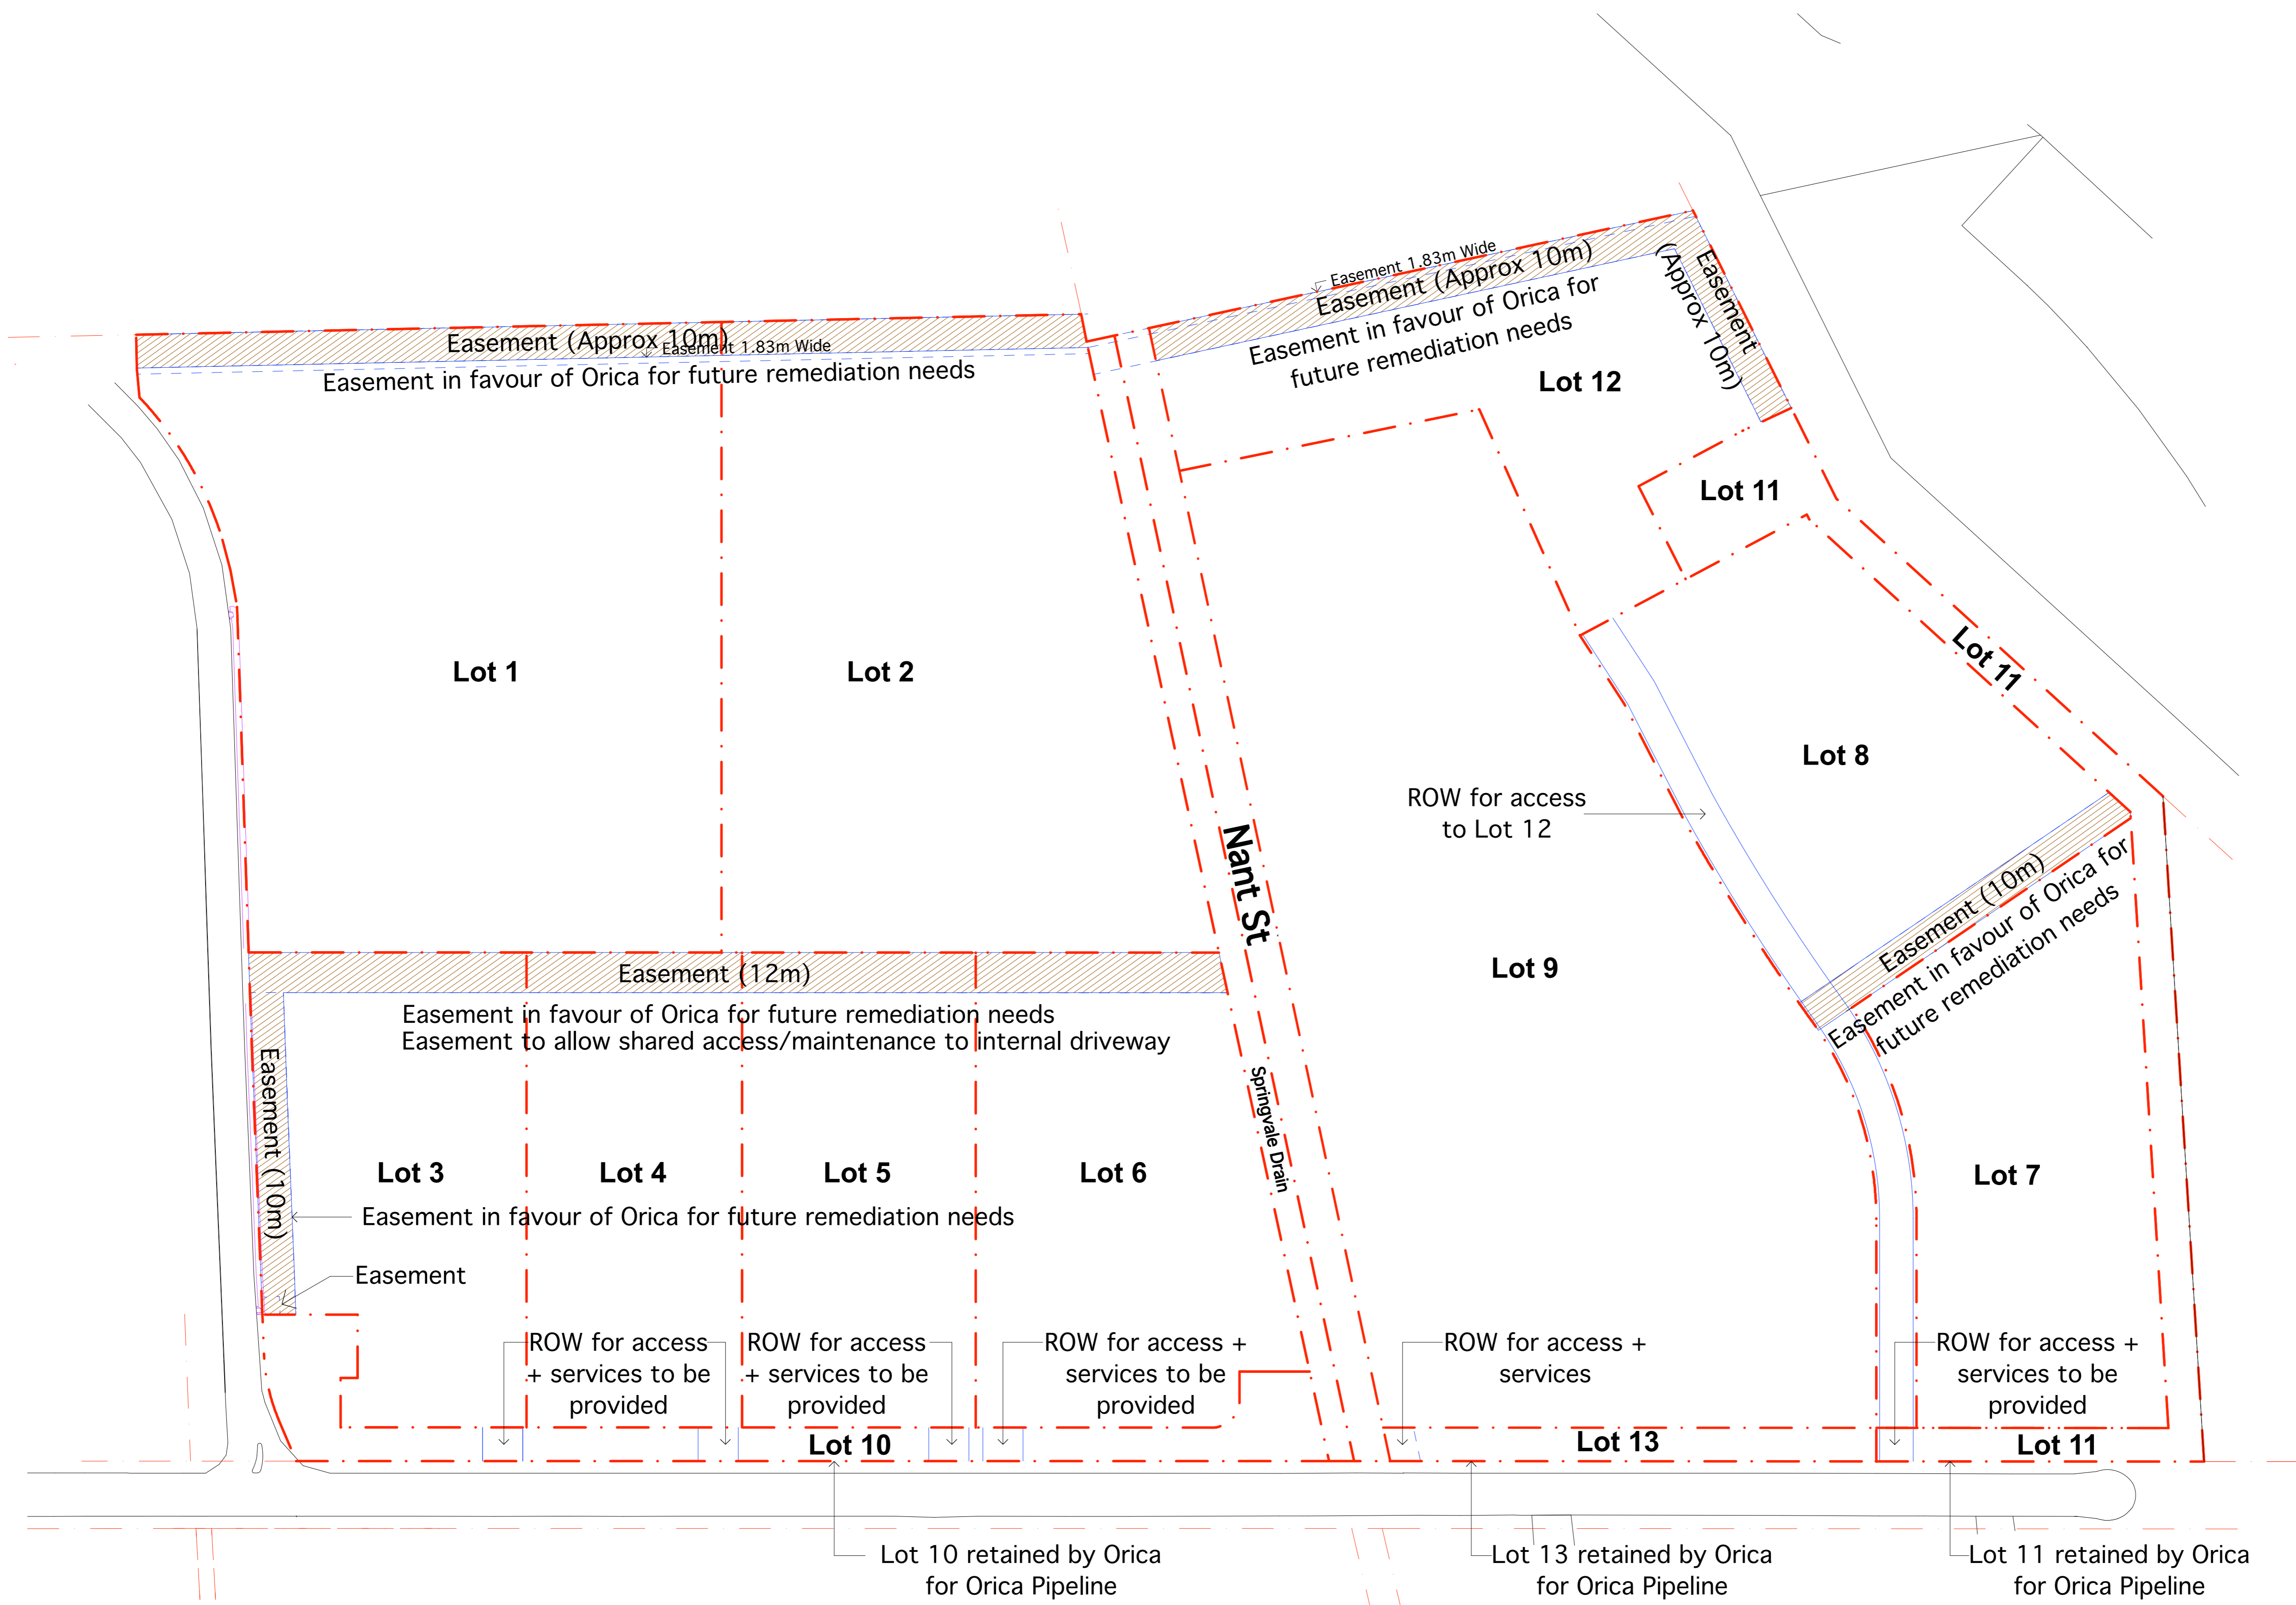 Easement 1.83m Wide
Easement (Approx 10m)
Easement in favour of Orica for
future remediation needs
Easement
(Approx 10m)
Easement (Approx 10m)
Easement 1.83m Wide
Easement in favour of Orica for future remediation needs
Lot 12
Lot 11
Lot 1
Lot 2
Lot 11
Lot 8
ROW for access
to Lot 12
Nant St
Easement (10m)
Easement in favour of Orica for
future remediation needs
Lot 9
Easement (12m)
Easement in favour of Orica for future remediation needs
Easement to allow shared access/maintenance to internal driveway
Easement (10m)
Springvale Drain
Lot 3
Lot 4
Lot 5
Lot 6
Lot 7
Easement in favour of Orica for future remediation needs
Easement
ROW for access
+ services to be
provided
ROW for access
+ services to be
provided
ROW for access +
services to be
provided
ROW for access +
services
ROW for access +
services to be
provided
Lot 10
Lot 13
Lot 11
Lot 10 retained by Orica
for Orica Pipeline
Lot 13 retained by Orica
for Orica Pipeline
Lot 11 retained by Orica
for Orica Pipeline